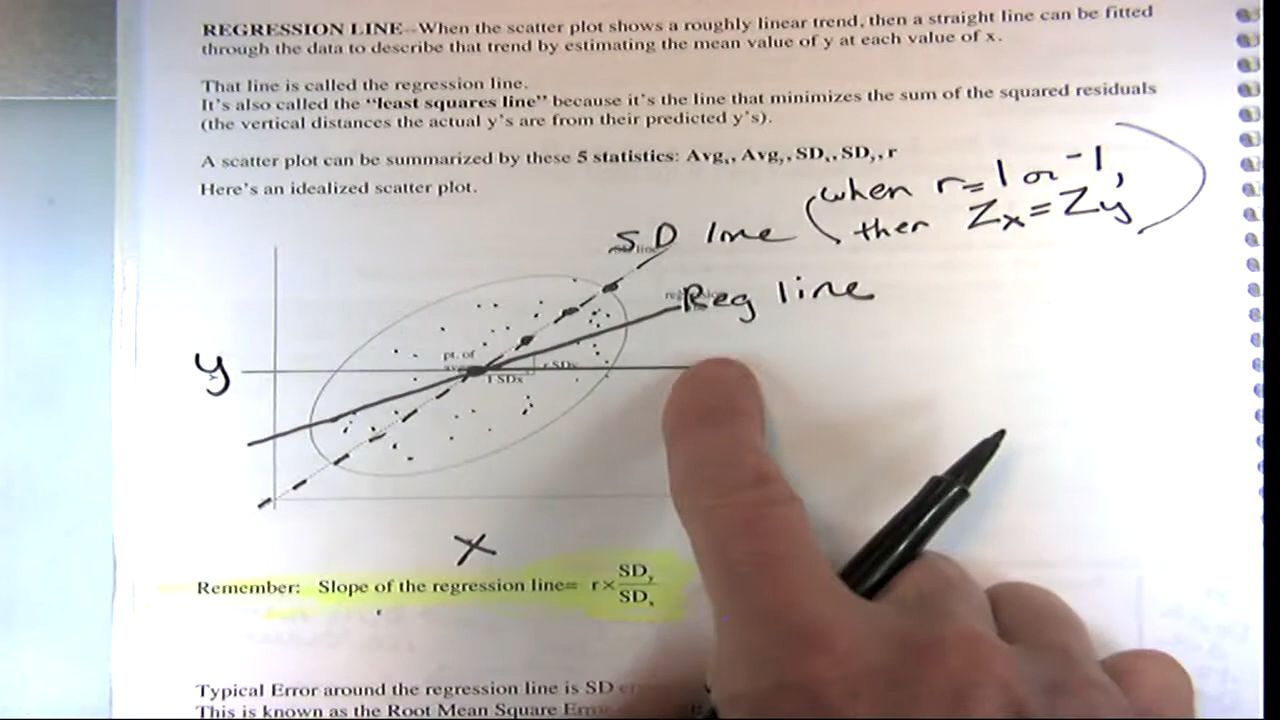 REGRESSION LINE--When the scatter plot shows a roughly linear trend, then a straight line can be fitted
through the data to describe that trend by estimating the mean value of y at each value of x.
That line is called the regression line.
It's also called the "least squares line" because it's the line that minimizes the sum of the squared residuals
(the vertical distances the actual y's are from their predicted y's).
A scatter plot can be summarized by these 5 statistics: Avgₓ, Avgᵧ, SDₓ, SDᵧ, r
Here's an idealized scatter plot.
(when r=1 or -1,
then Zx=Zy)
SD line
Reg line
pt. of
r SDy
1 SDx
y
x
Remember: Slope of the regression line= r× SDy
SDx
Typical Error around the regression line is SD
This is known as the Root Mean Square Error